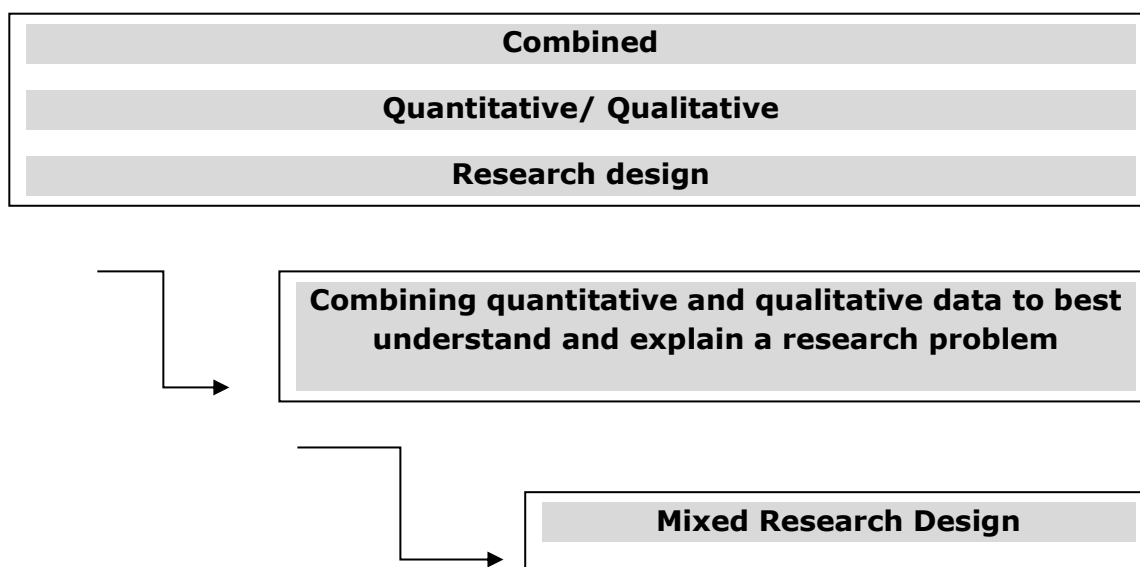 Combined
Quantitative/ Qualitative
Research design
Combining quantitative and qualitative data to best
understand and explain a research problem
Mixed Research Design